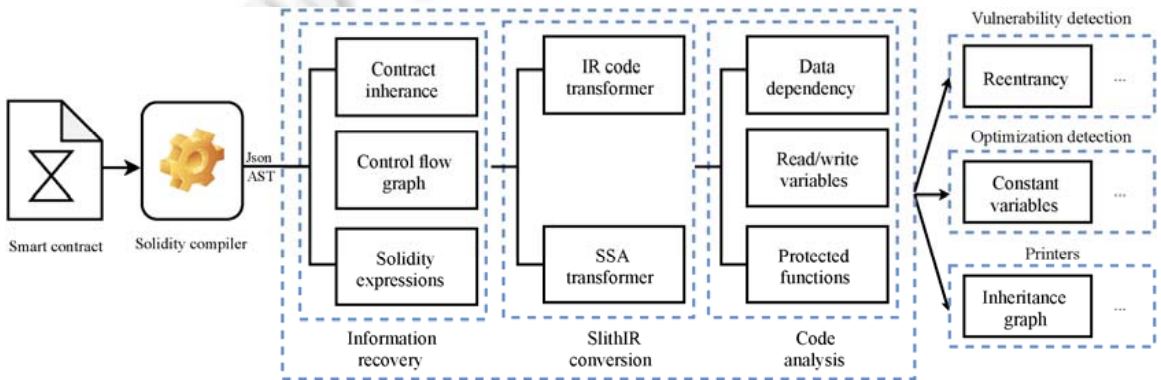 Smart contract
Solidity compiler
Json
AST
Contract
inherance
Control flow
graph
Solidity
expressions
Information
recovery
IR code
transformer
SSA
transformer
SlithIR
conversion
Data
dependency
Read/write
variables
Protected
functions
Code
analysis
Vulnerability detection
Reentrancy
...
Optimization detection
Constant
variables
...
Printers
Inheritance
graph
...